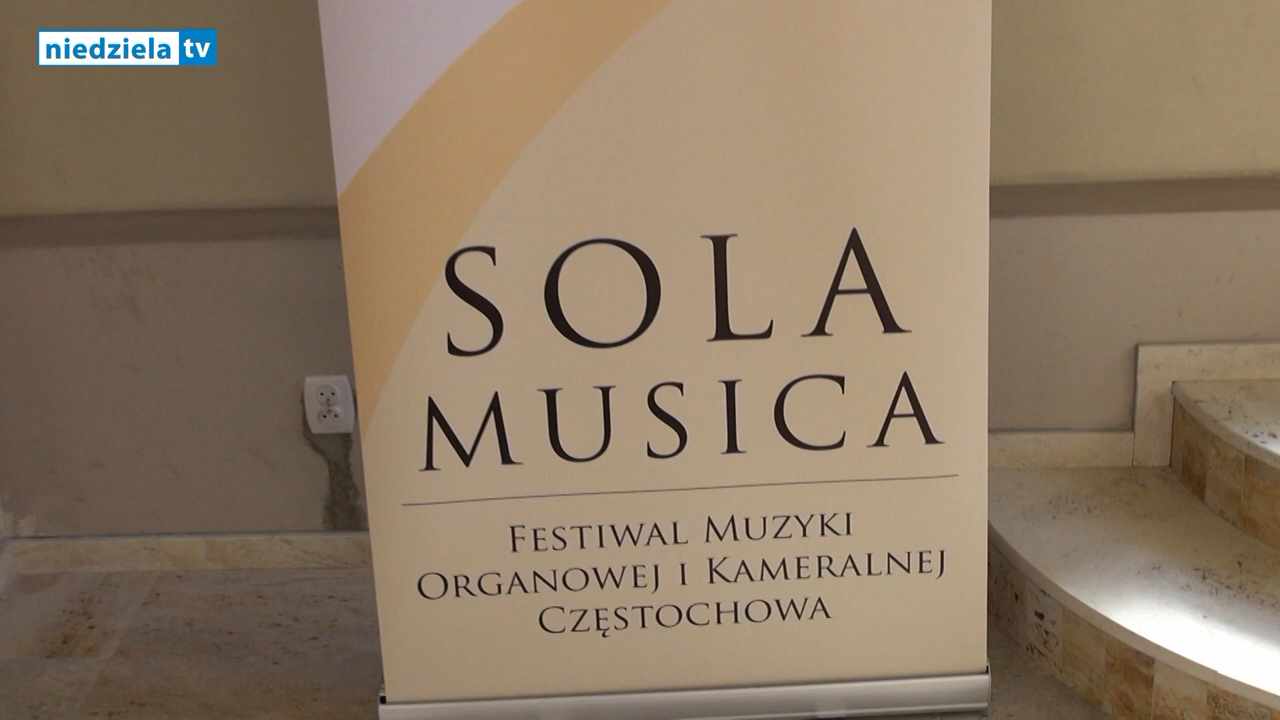 niedziela tv
SOLA
MUSICA
FESTIWAL MUZYKI
ORGANOWEJ I KAMERALNEJ
CZĘSTOCHOWA